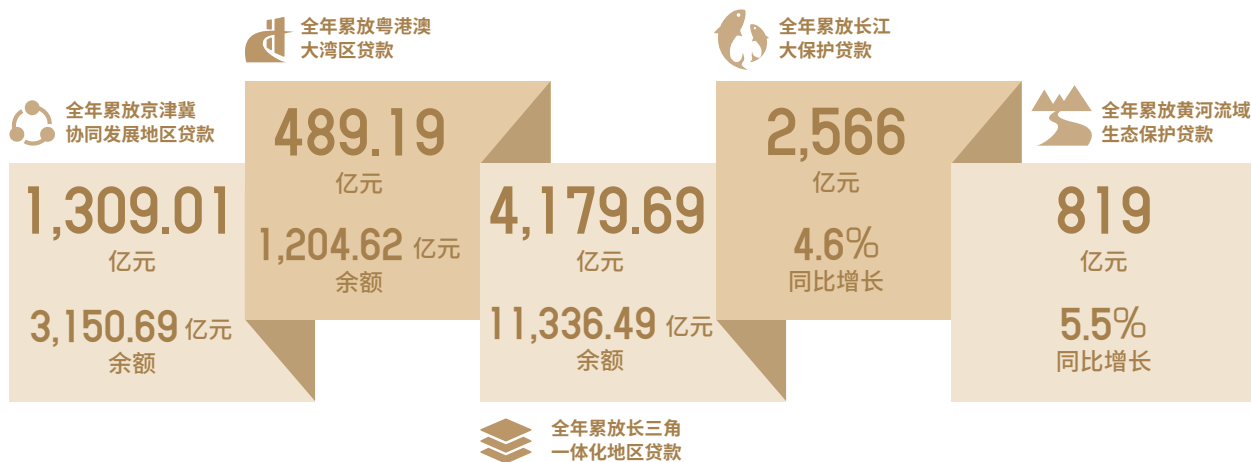 全年累放京津冀
协同发展地区贷款
1,309.01
亿元
3,150.69 亿元
余额
全年累放粤港澳
大湾区贷款
489.19
亿元
1,204.62 亿元
余额
4,179.69
亿元
11,336.49 亿元
余额
全年累放长三角
一体化地区贷款
全年累放长江
大保护贷款
2,566
亿元
4.6%
同比增长
全年累放黄河流域
生态保护贷款
819
亿元
5.5%
同比增长